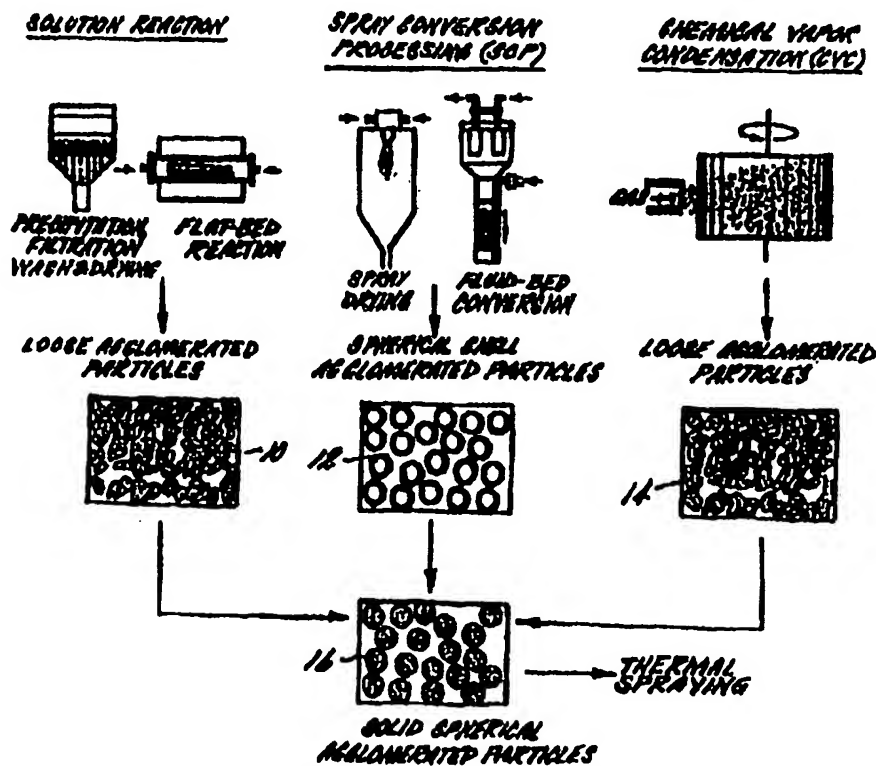 SOLUTION REACTION
PRECIPITATION,
FILTRATION
WASH & DRYING
FLAT-BED
REACTION
LOOSE AGGLOMERATED
PARTICLES
10
SPRAY CONVERSION
PROCESSING (SCP)
SPRAY
DRYING
FLUID-BED
CONVERSION
SPHERICAL SHELL
AGGLOMERATED PARTICLES
12
CHEMICAL VAPOR
CONDENSATION (CVC)
GAS
LOOSE AGGLOMERATED
PARTICLES
14
16
THERMAL
SPRAYING
SOLID SPHERICAL
AGGLOMERATED PARTICLES